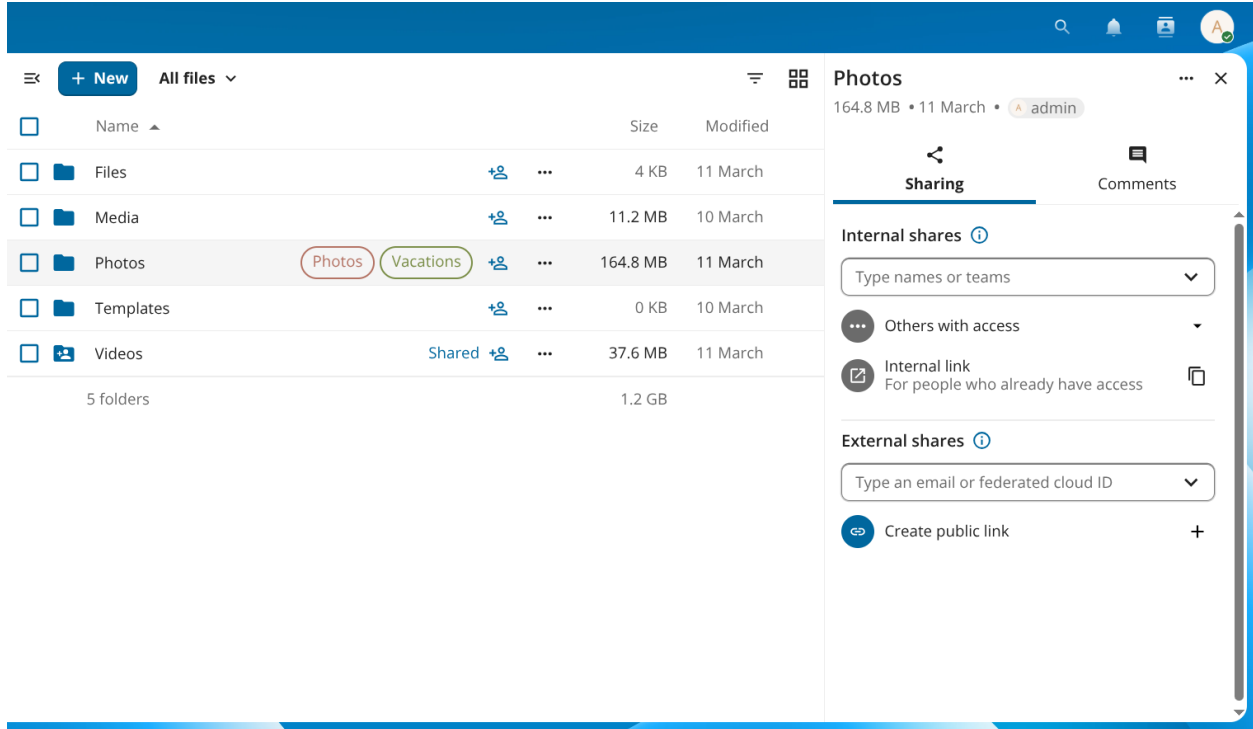 A
+ New All files
Name Size Modified
Files 4 KB 11 March
Media 11.2 MB 10 March
Photos Photos Vacations 164.8 MB 11 March
Templates 0 KB 10 March
Videos Shared 37.6 MB 11 March
5 folders 1.2 GB
Photos
164.8 MB • 11 March • A admin
Sharing Comments
Internal shares
Type names or teams
Others with access
Internal link
For people who already have access
External shares
Type an email or federated cloud ID
Create public link